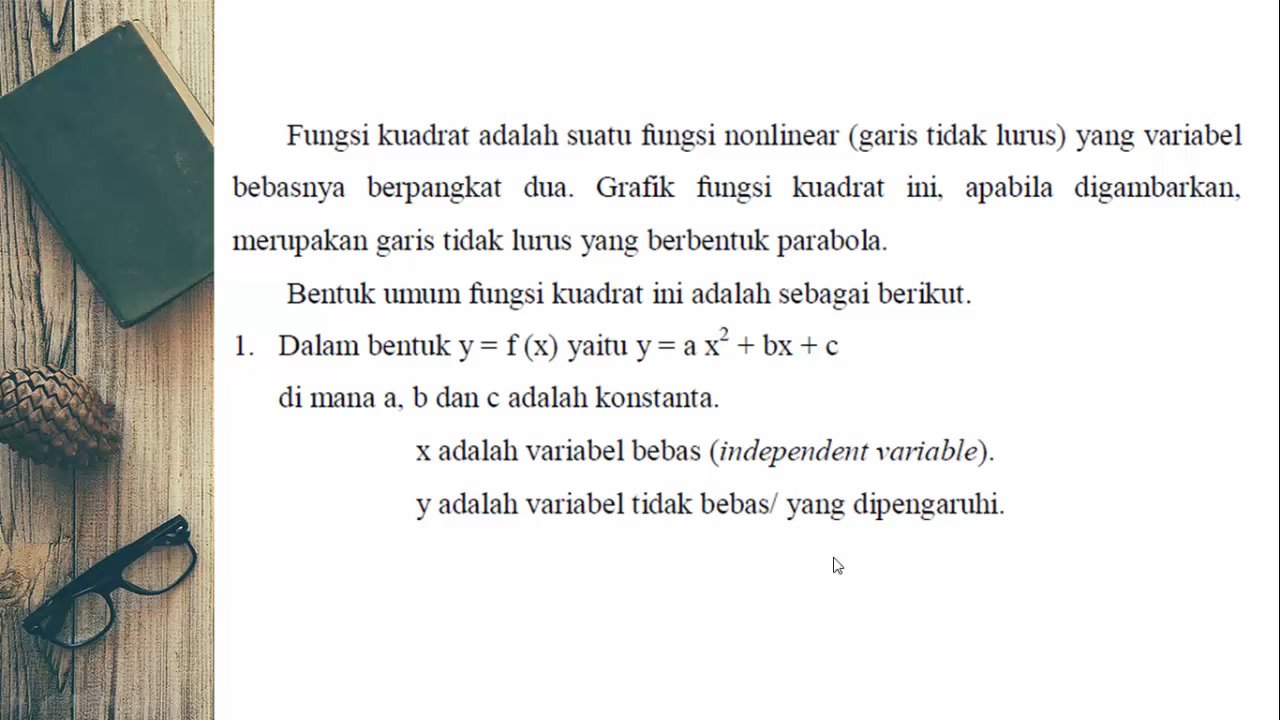 Fungsi kuadrat adalah suatu fungsi nonlinear (garis tidak lurus) yang variabel
bebasnya berpangkat dua. Grafik fungsi kuadrat ini, apabila digambarkan,
merupakan garis tidak lurus yang berbentuk parabola.
Bentuk umum fungsi kuadrat ini adalah sebagai berikut.
1. Dalam bentuk y = f (x) yaitu y = a x² + bx + c
di mana a, b dan c adalah konstanta.
x adalah variabel bebas (independent variable).
y adalah variabel tidak bebas/ yang dipengaruhi.